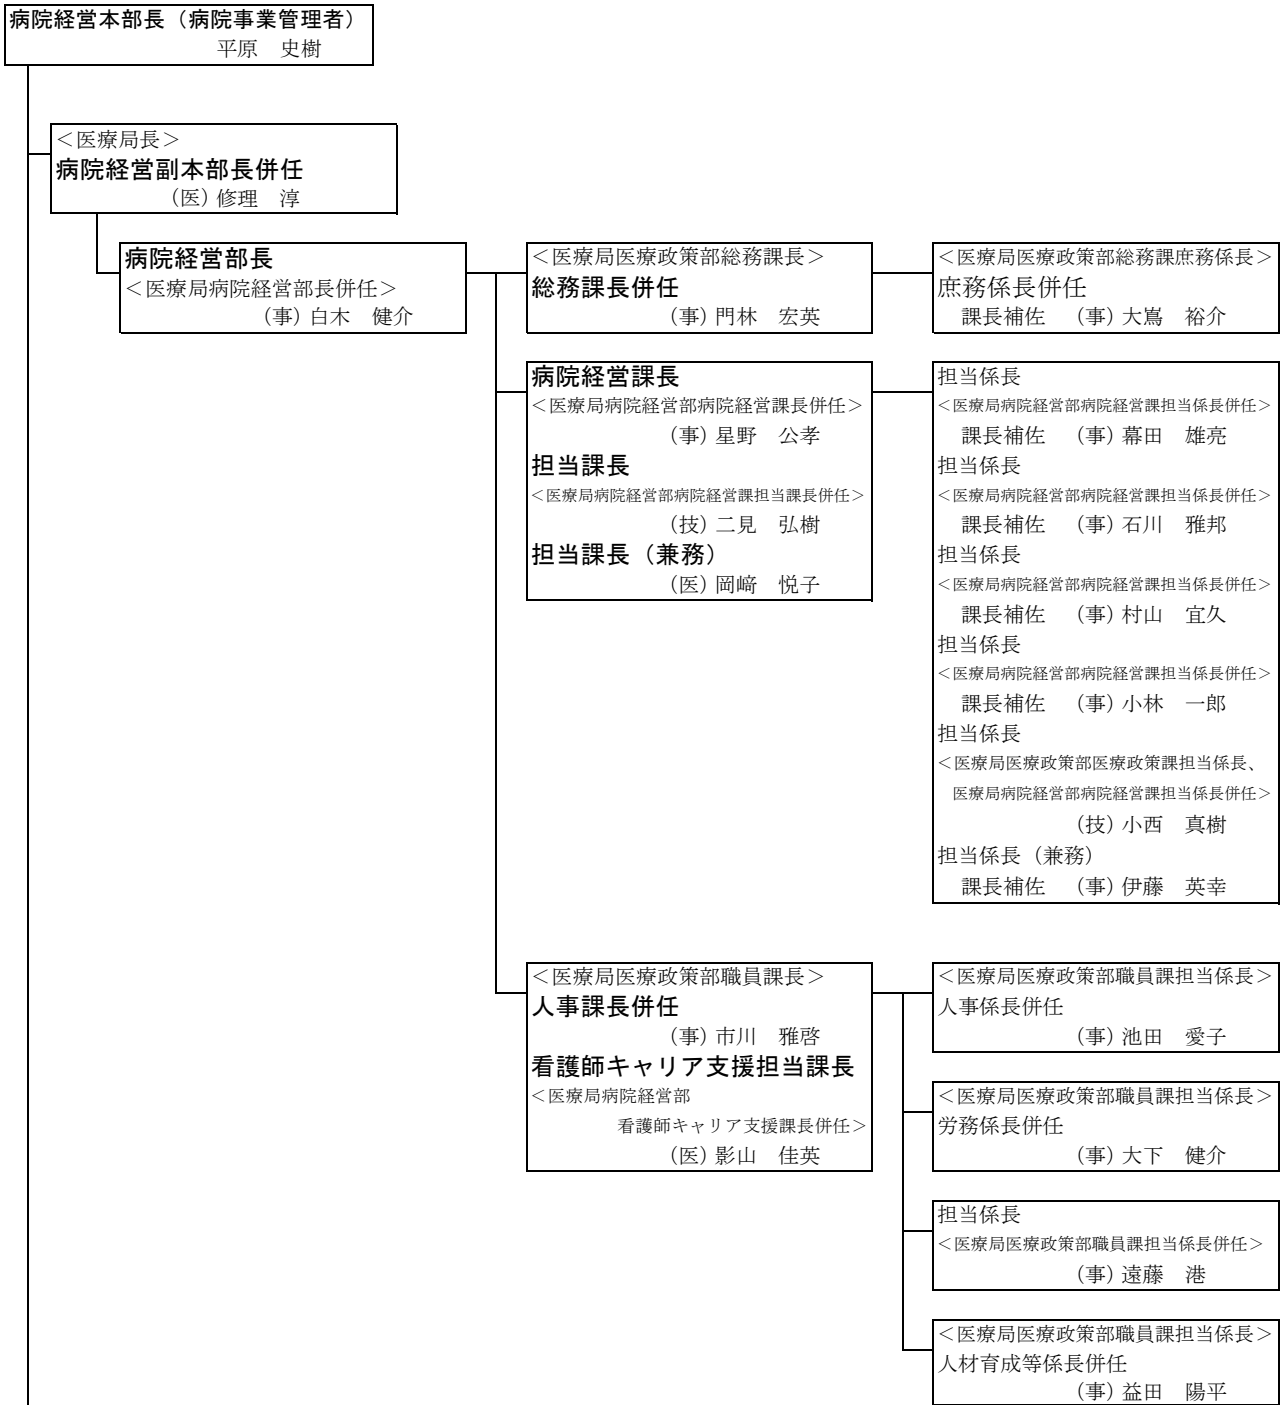 病院経営本部長（病院事業管理者）
平原　史樹
＜医療局長＞
病院経営副本部長併任
（医）修理　淳
病院経営部長
＜医療局病院経営部長併任＞
（事）白木　健介
＜医療局医療政策部総務課長＞
総務課長併任
（事）門林　宏英
＜医療局医療政策部総務課庶務係長＞
庶務係長併任
課長補佐　（事）大嶌　裕介
病院経営課長
＜医療局病院経営部病院経営課長併任＞
（事）星野　公孝
担当課長
＜医療局病院経営部病院経営課担当課長併任＞
（技）二見　弘樹
担当課長（兼務）
（医）岡﨑　悦子
担当係長
＜医療局病院経営部病院経営課担当係長併任＞
課長補佐　（事）幕田　雄亮
担当係長
＜医療局病院経営部病院経営課担当係長併任＞
課長補佐　（事）石川　雅邦
担当係長
＜医療局病院経営部病院経営課担当係長併任＞
課長補佐　（事）村山　宜久
担当係長
＜医療局病院経営部病院経営課担当係長併任＞
課長補佐　（事）小林　一郎
担当係長
＜医療局医療政策部医療政策課担当係長、
医療局病院経営部病院経営課担当係長併任＞
（技）小西　真樹
担当係長（兼務）
課長補佐　（事）伊藤　英幸
＜医療局医療政策部職員課長＞
人事課長併任
（事）市川　雅啓
看護師キャリア支援担当課長
＜医療局病院経営部
看護師キャリア支援課長併任＞
（医）影山　佳英
＜医療局医療政策部職員課担当係長＞
人事係長併任
（事）池田　愛子
＜医療局医療政策部職員課担当係長＞
労務係長併任
（事）大下　健介
担当係長
＜医療局医療政策部職員課担当係長併任＞
（事）遠藤　港
＜医療局医療政策部職員課担当係長＞
人材育成等係長併任
（事）益田　陽平